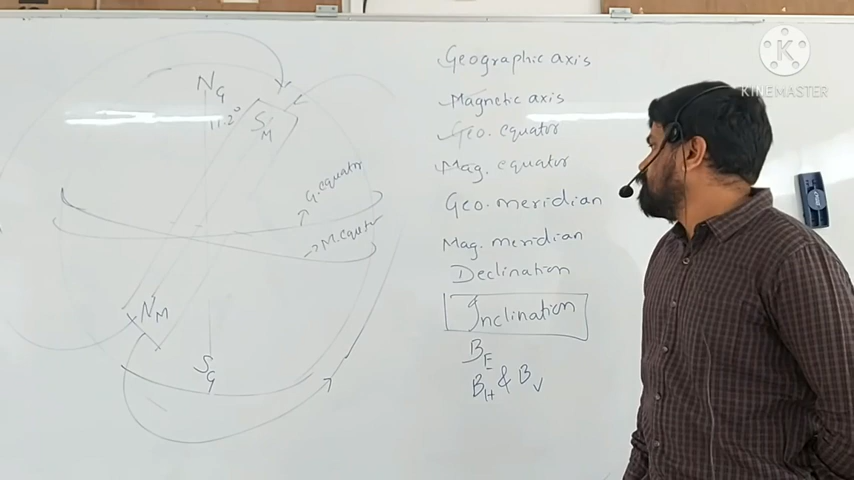 Geographic axis
Magnetic axis
Geo. equator
Mag. equator
Geo. meridian
Mag. meridian
Declination
Inclination
BE
BH & BV
NG
11.2°
SM
G. equator
M. equator
NM
SG
KINEMASTER